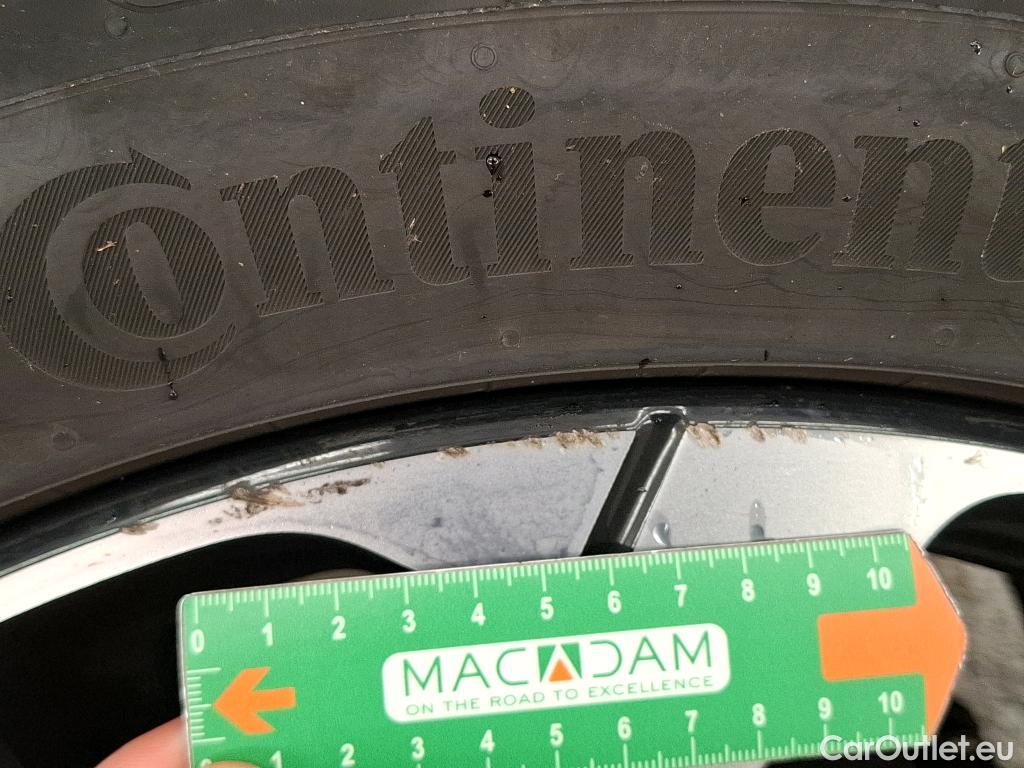 Continent
0 1 2 3 4 5 6 7 8 9 10
MACADAM
ON THE ROAD TO EXCELLENCE
1 2 3 4 5 6 7 8 9 10
CarOutlet.eu